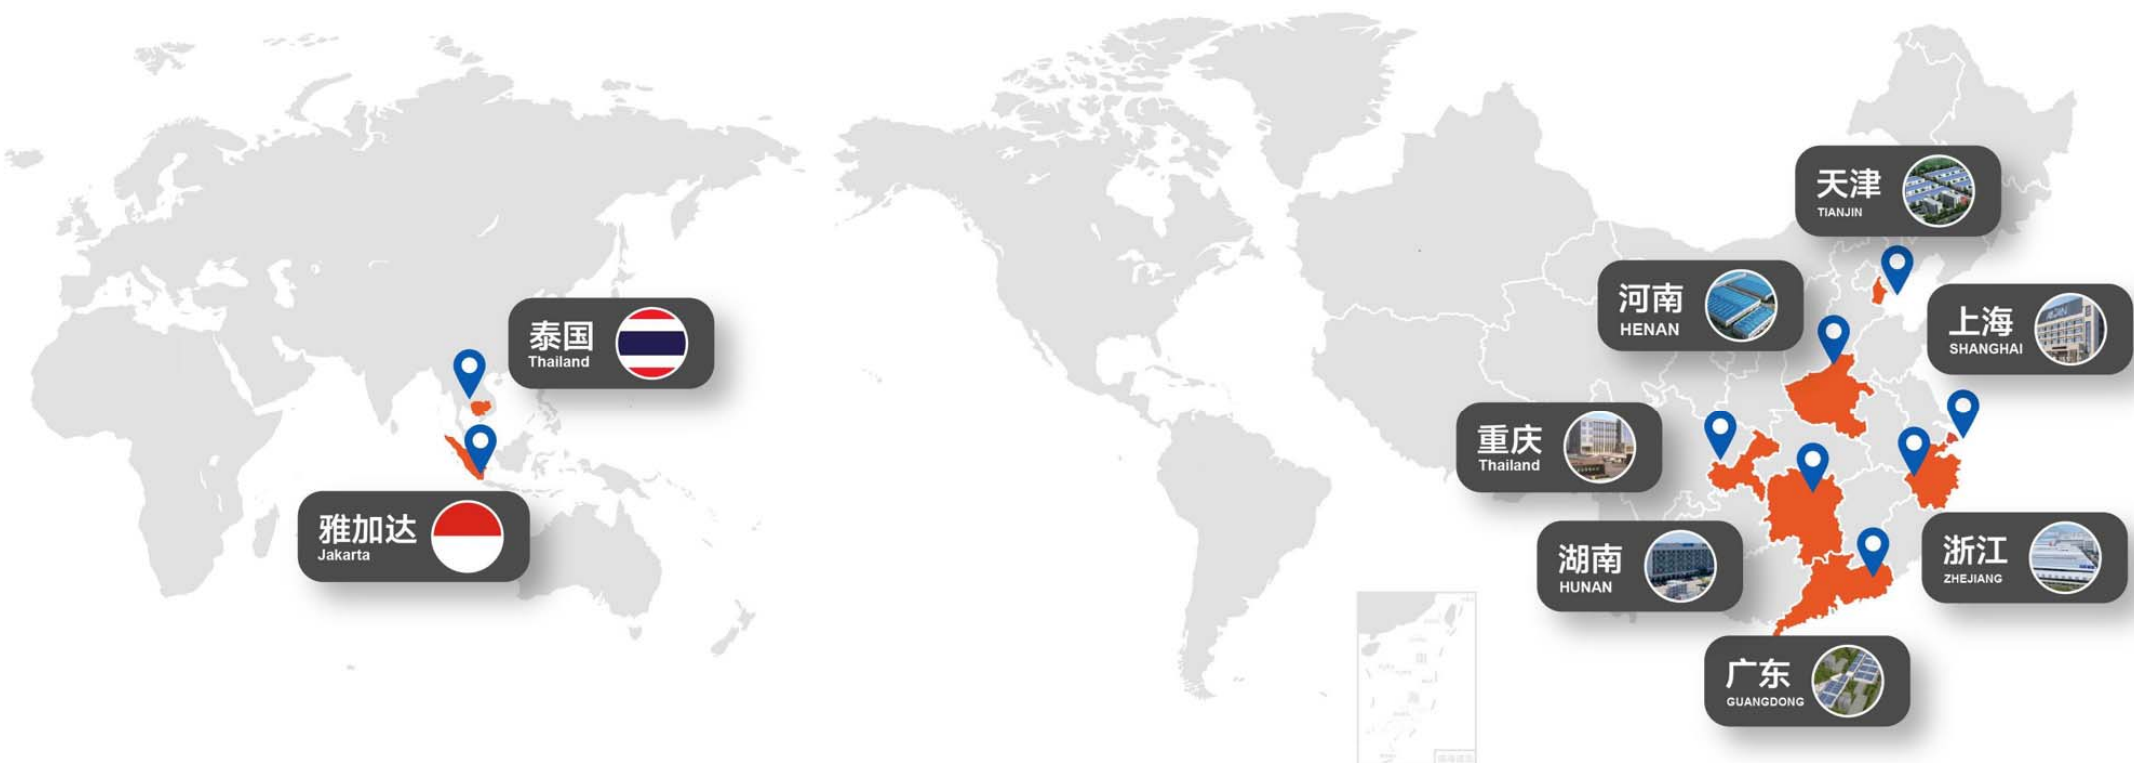 天津
TIANJIN
河南
HENAN
上海
SHANGHAI
泰国
Thailand
重庆
Thailand
雅加达
Jakarta
湖南
HUNAN
浙江
ZHEJIANG
广东
GUANGDONG